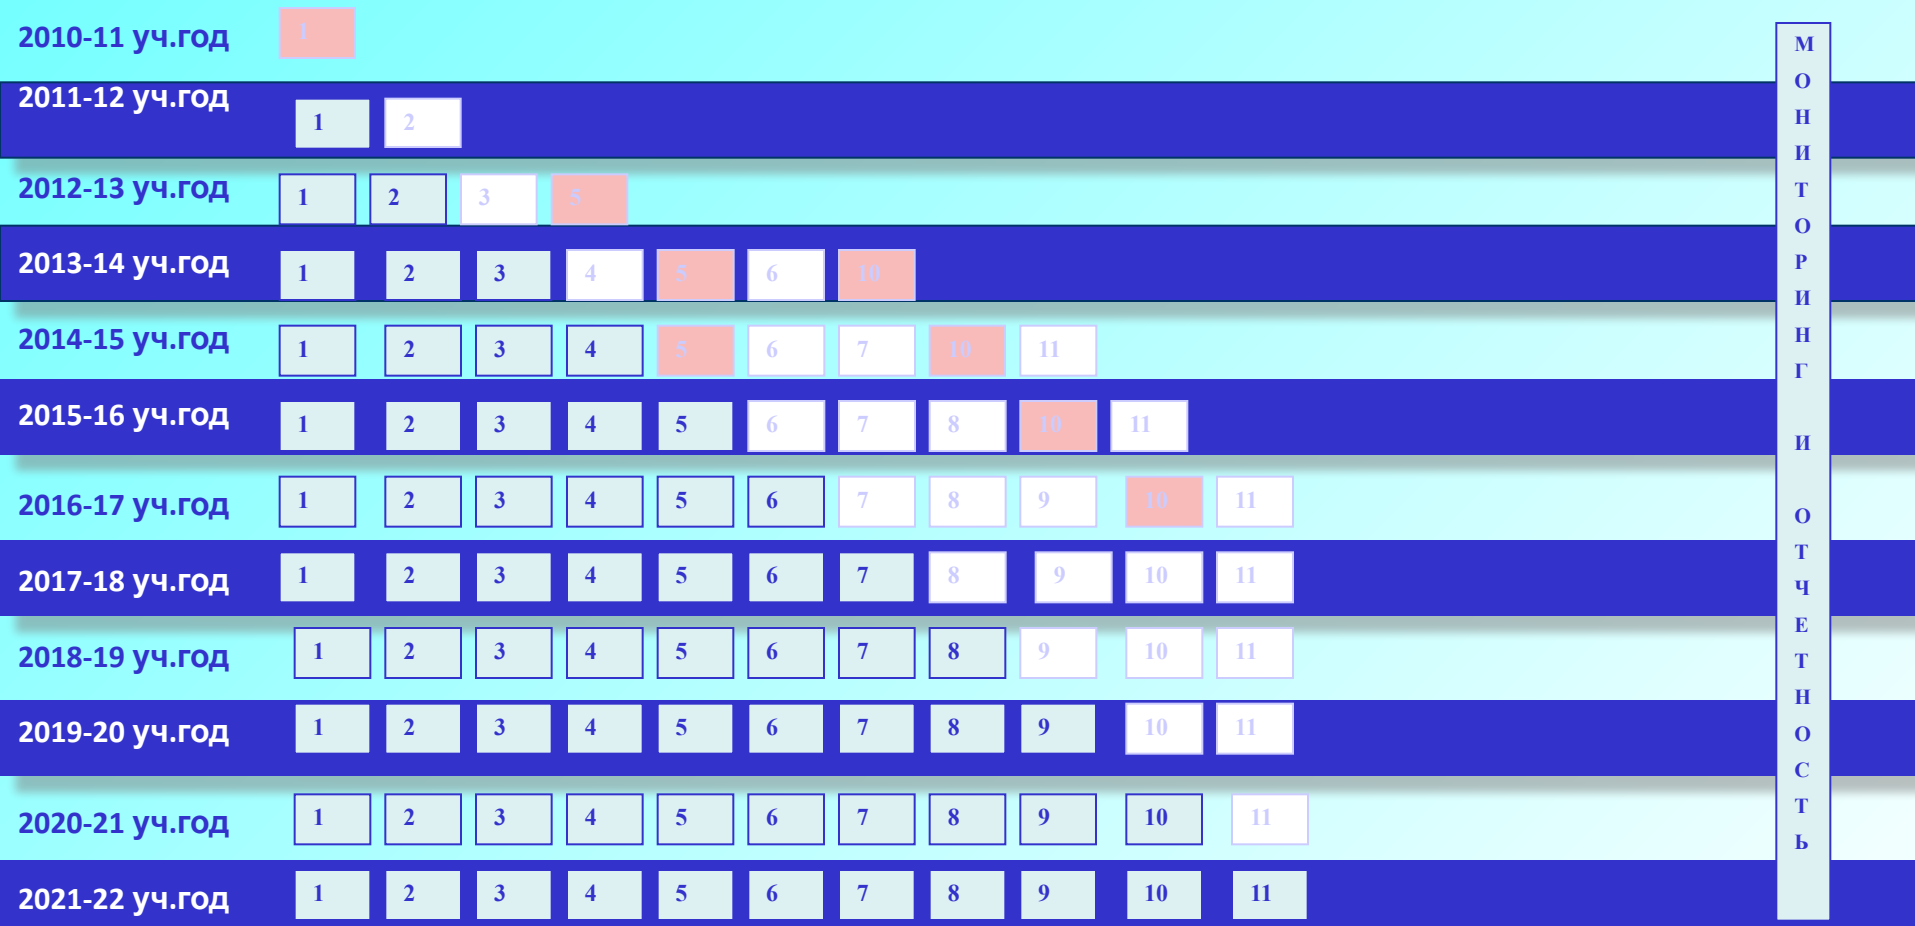 2010-11 уч.год 1
2011-12 уч.год 1 2
2012-13 уч.год 1 2 3 5
2013-14 уч.год 1 2 3 4 5 6 10
2014-15 уч.год 1 2 3 4 5 6 7 10 11
2015-16 уч.год 1 2 3 4 5 6 7 8 10 11
2016-17 уч.год 1 2 3 4 5 6 7 8 9 10 11
2017-18 уч.год 1 2 3 4 5 6 7 8 9 10 11
2018-19 уч.год 1 2 3 4 5 6 7 8 9 10 11
2019-20 уч.год 1 2 3 4 5 6 7 8 9 10 11
2020-21 уч.год 1 2 3 4 5 6 7 8 9 10 11
2021-22 уч.год 1 2 3 4 5 6 7 8 9 10 11
МОНИТОРИНГ И ОТЧЕТНОСТЬ